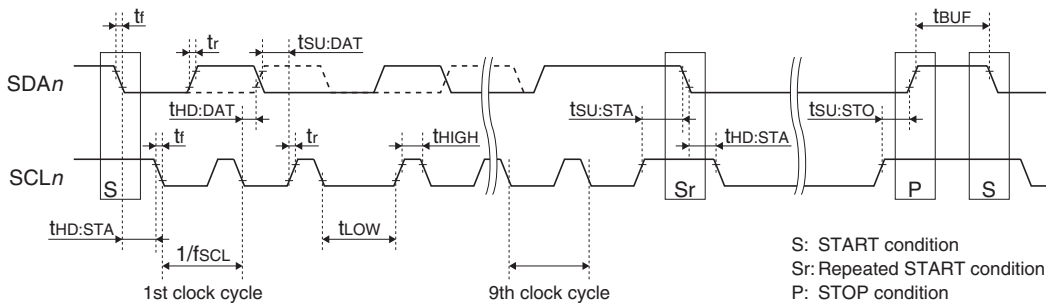 tf
tr
tSU:DAT
tBUF
SDAn
tHD:DAT
tf
tr
tHIGH
tSU:STA
tHD:STA
tSU:STO
SCLn
S
Sr
P
S
tHD:STA
1/fSCL
tLOW
1st clock cycle
9th clock cycle
S: START condition
Sr: Repeated START condition
P: STOP condition